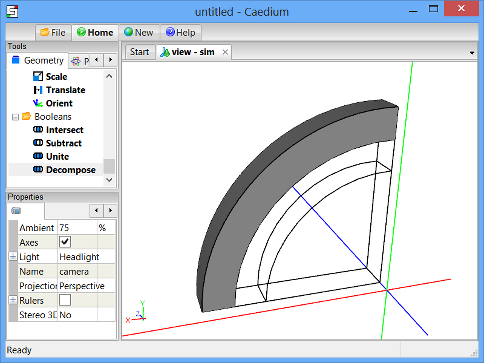 untitled - Caedium
File Home New Help
Tools
Geometry P
Scale
Translate
Orient
Booleans
Intersect
Subtract
Unite
Decompose
Properties
Ambient 75 %
Axes
Light Headlight
Name camera
Projection Perspective
Rulers
Stereo 3D No
Start view - sim
Y
Z
X
Ready